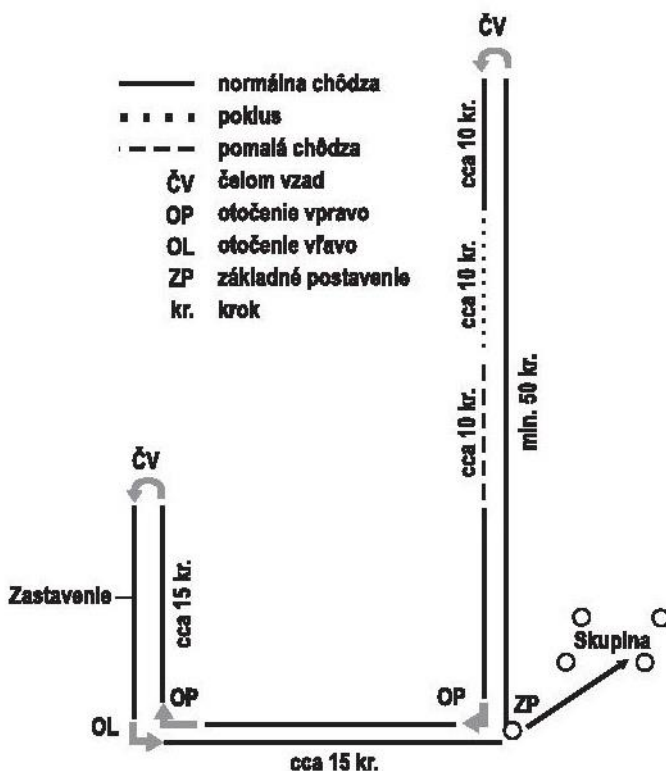 ČV
normálna chôdza
poklus
pomalá chôdza
ČV čelom vzad
OP otočenie vpravo
OL otočenie vľavo
ZP základné postavenie
kr. krok
cca 10 kr.
cca 10 kr.
cca 10 kr.
min. 50 kr.
ČV
Zastavenie
cca 15 kr.
Skupina
OP
OP
ZP
OL
cca 15 kr.